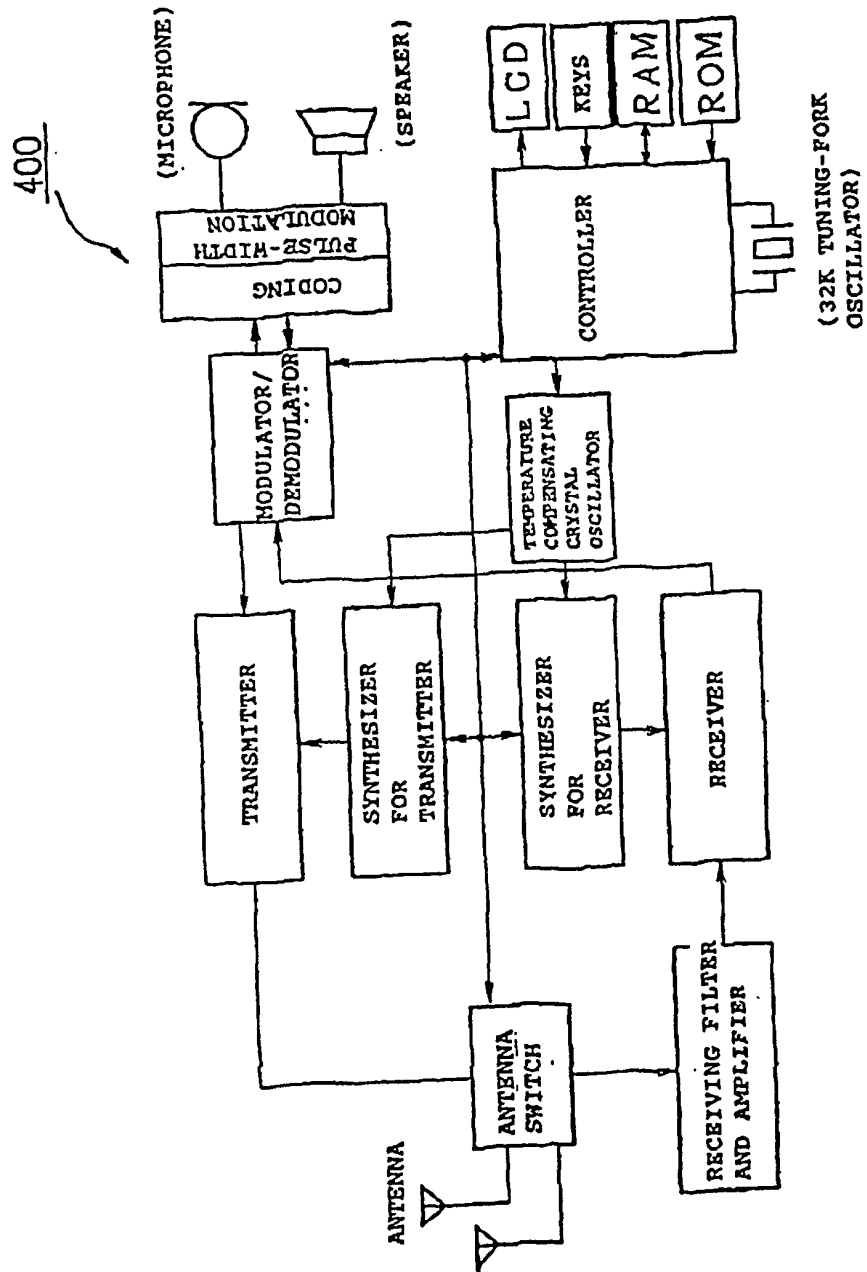 400
(MICROPHONE)
(SPEAKER)
PULSE-WIDTH
MODULATION
CODING
MODULATOR/
DEMODULATOR
LCD
KEYS
RAM
ROM
CONTROLLER
(32K TUNING-FORK
OSCILLATOR)
TEMPERATURE
COMPENSATING
CRYSTAL
OSCILLATOR
TRANSMITTER
SYNTHESIZER
FOR
TRANSMITTER
SYNTHESIZER
FOR
RECEIVER
RECEIVER
ANTENNA
ANTENNA
SWITCH
RECEIVING FILTER
AND AMPLIFIER